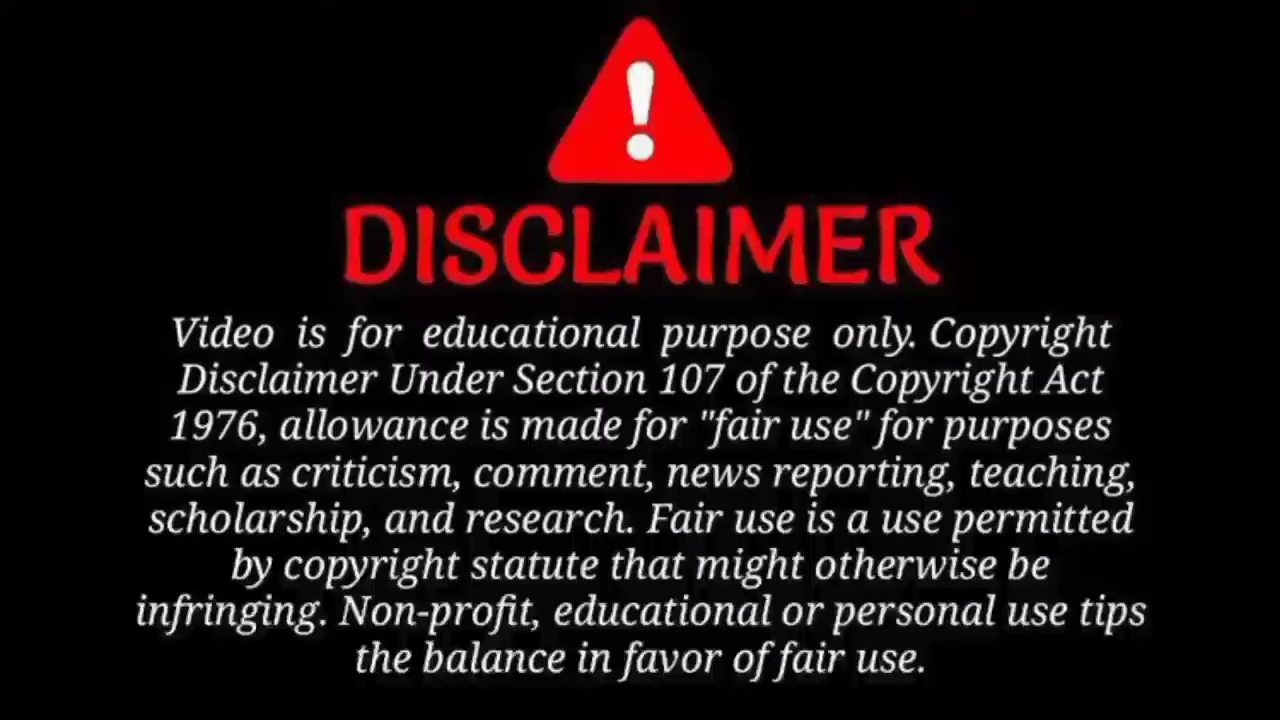 !
DISCLAIMER
Video is for educational purpose only. Copyright
Disclaimer Under Section 107 of the Copyright Act
1976, allowance is made for "fair use" for purposes
such as criticism, comment, news reporting, teaching,
scholarship, and research. Fair use is a use permitted
by copyright statute that might otherwise be
infringing. Non-profit, educational or personal use tips
the balance in favor of fair use.